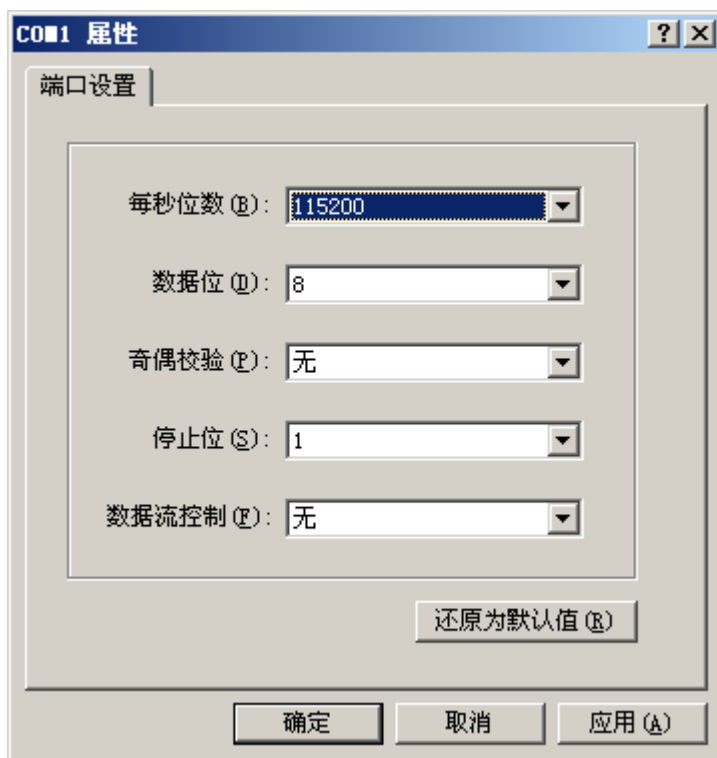 COM1 属性
端口设置
每秒位数(B): 115200
数据位(D): 8
奇偶校验(P): 无
停止位(S): 1
数据流控制(F): 无
还原为默认值(R)
确定 取消 应用(A)